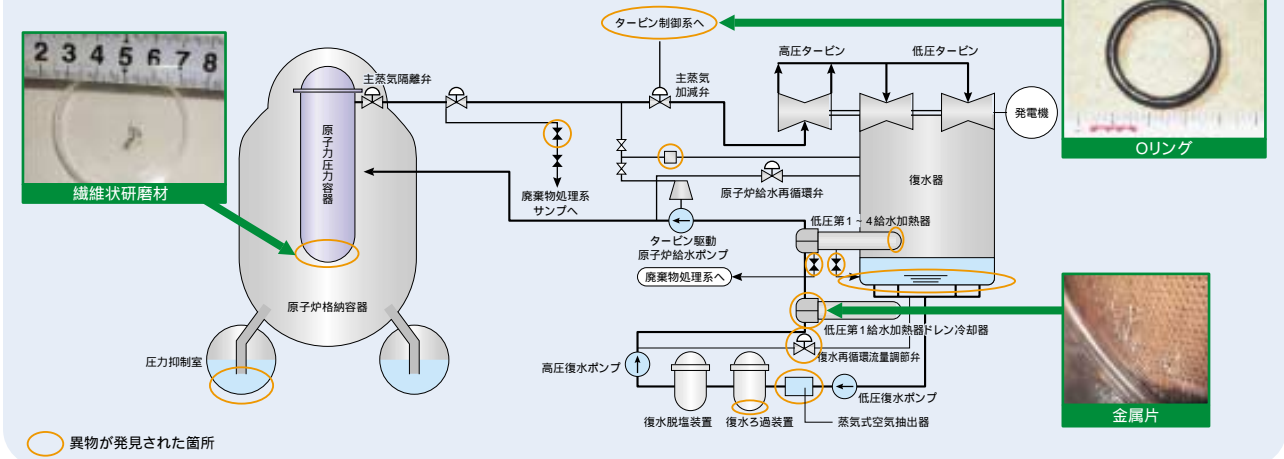 タービン制御系へ
高圧タービン
低圧タービン
2 3 4 5 6 7 8
繊維状研磨材
主蒸気隔離弁
主蒸気
加減弁
発電機
Oリング
原子力圧力容器
廃棄物処理系
サンプへ
原子炉給水再循環弁
復水器
タービン駆動
原子炉給水ポンプ
低圧第1~4給水加熱器
廃棄物処理系へ
原子炉格納容器
低圧第1給水加熱器ドレン冷却器
復水再循環流量調節弁
圧力抑制室
高圧復水ポンプ
低圧復水ポンプ
復水脱塩装置
復水ろ過装置
蒸気式空気抽出器
金属片
異物が発見された箇所